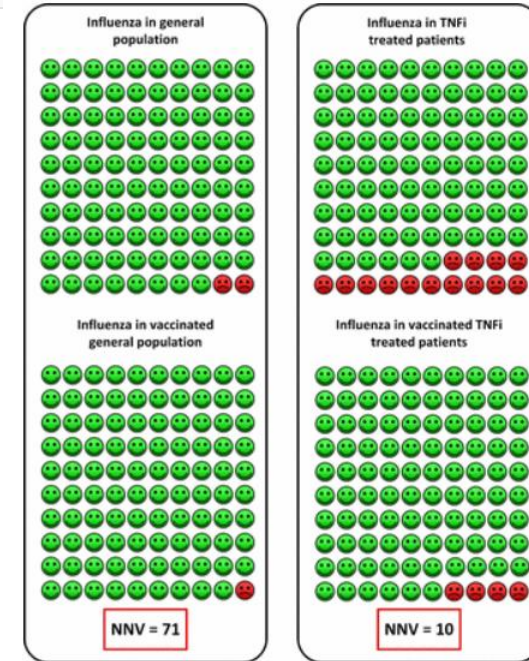 Influenza in general
population
Influenza in vaccinated
general population
NNV = 71
Influenza in TNFi
treated patients
Influenza in vaccinated TNFi
treated patients
NNV = 10